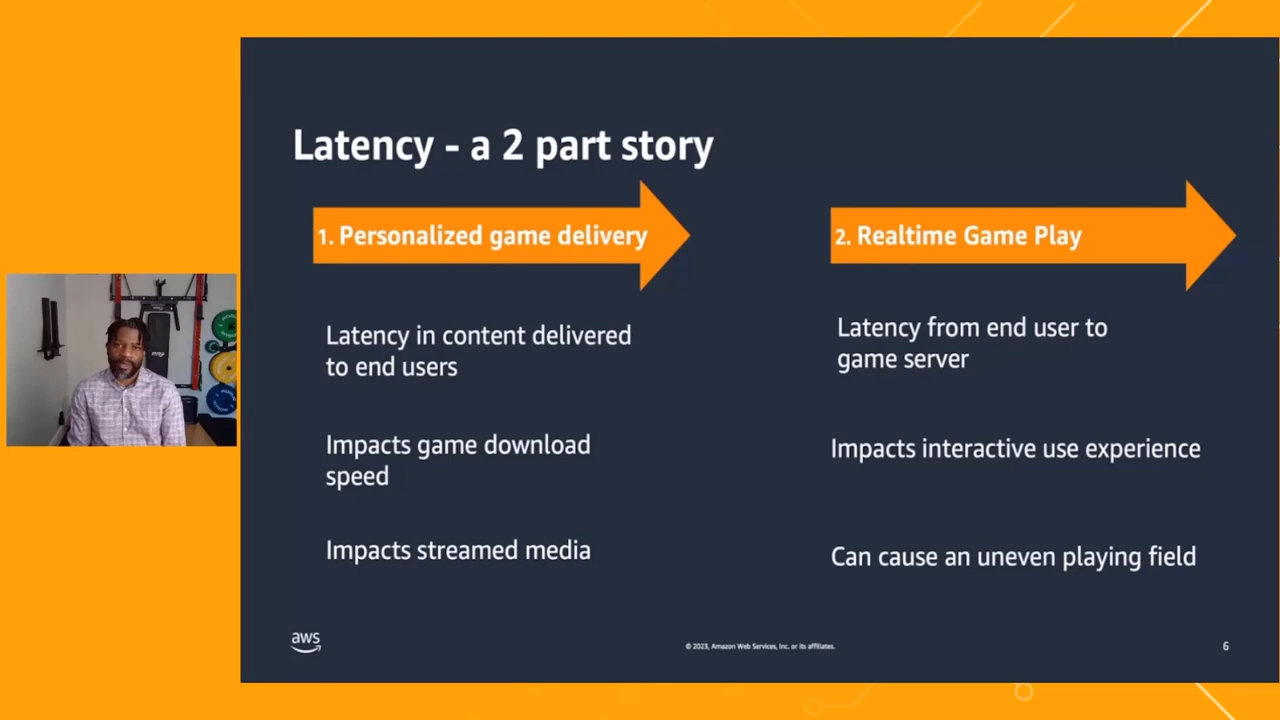 Latency - a 2 part story
1. Personalized game delivery
Latency in content delivered
to end users
Impacts game download
speed
Impacts streamed media
2. Realtime Game Play
Latency from end user to
game server
Impacts interactive use experience
Can cause an uneven playing field
aws
© 2023, Amazon Web Services, Inc. or its affiliates.
6